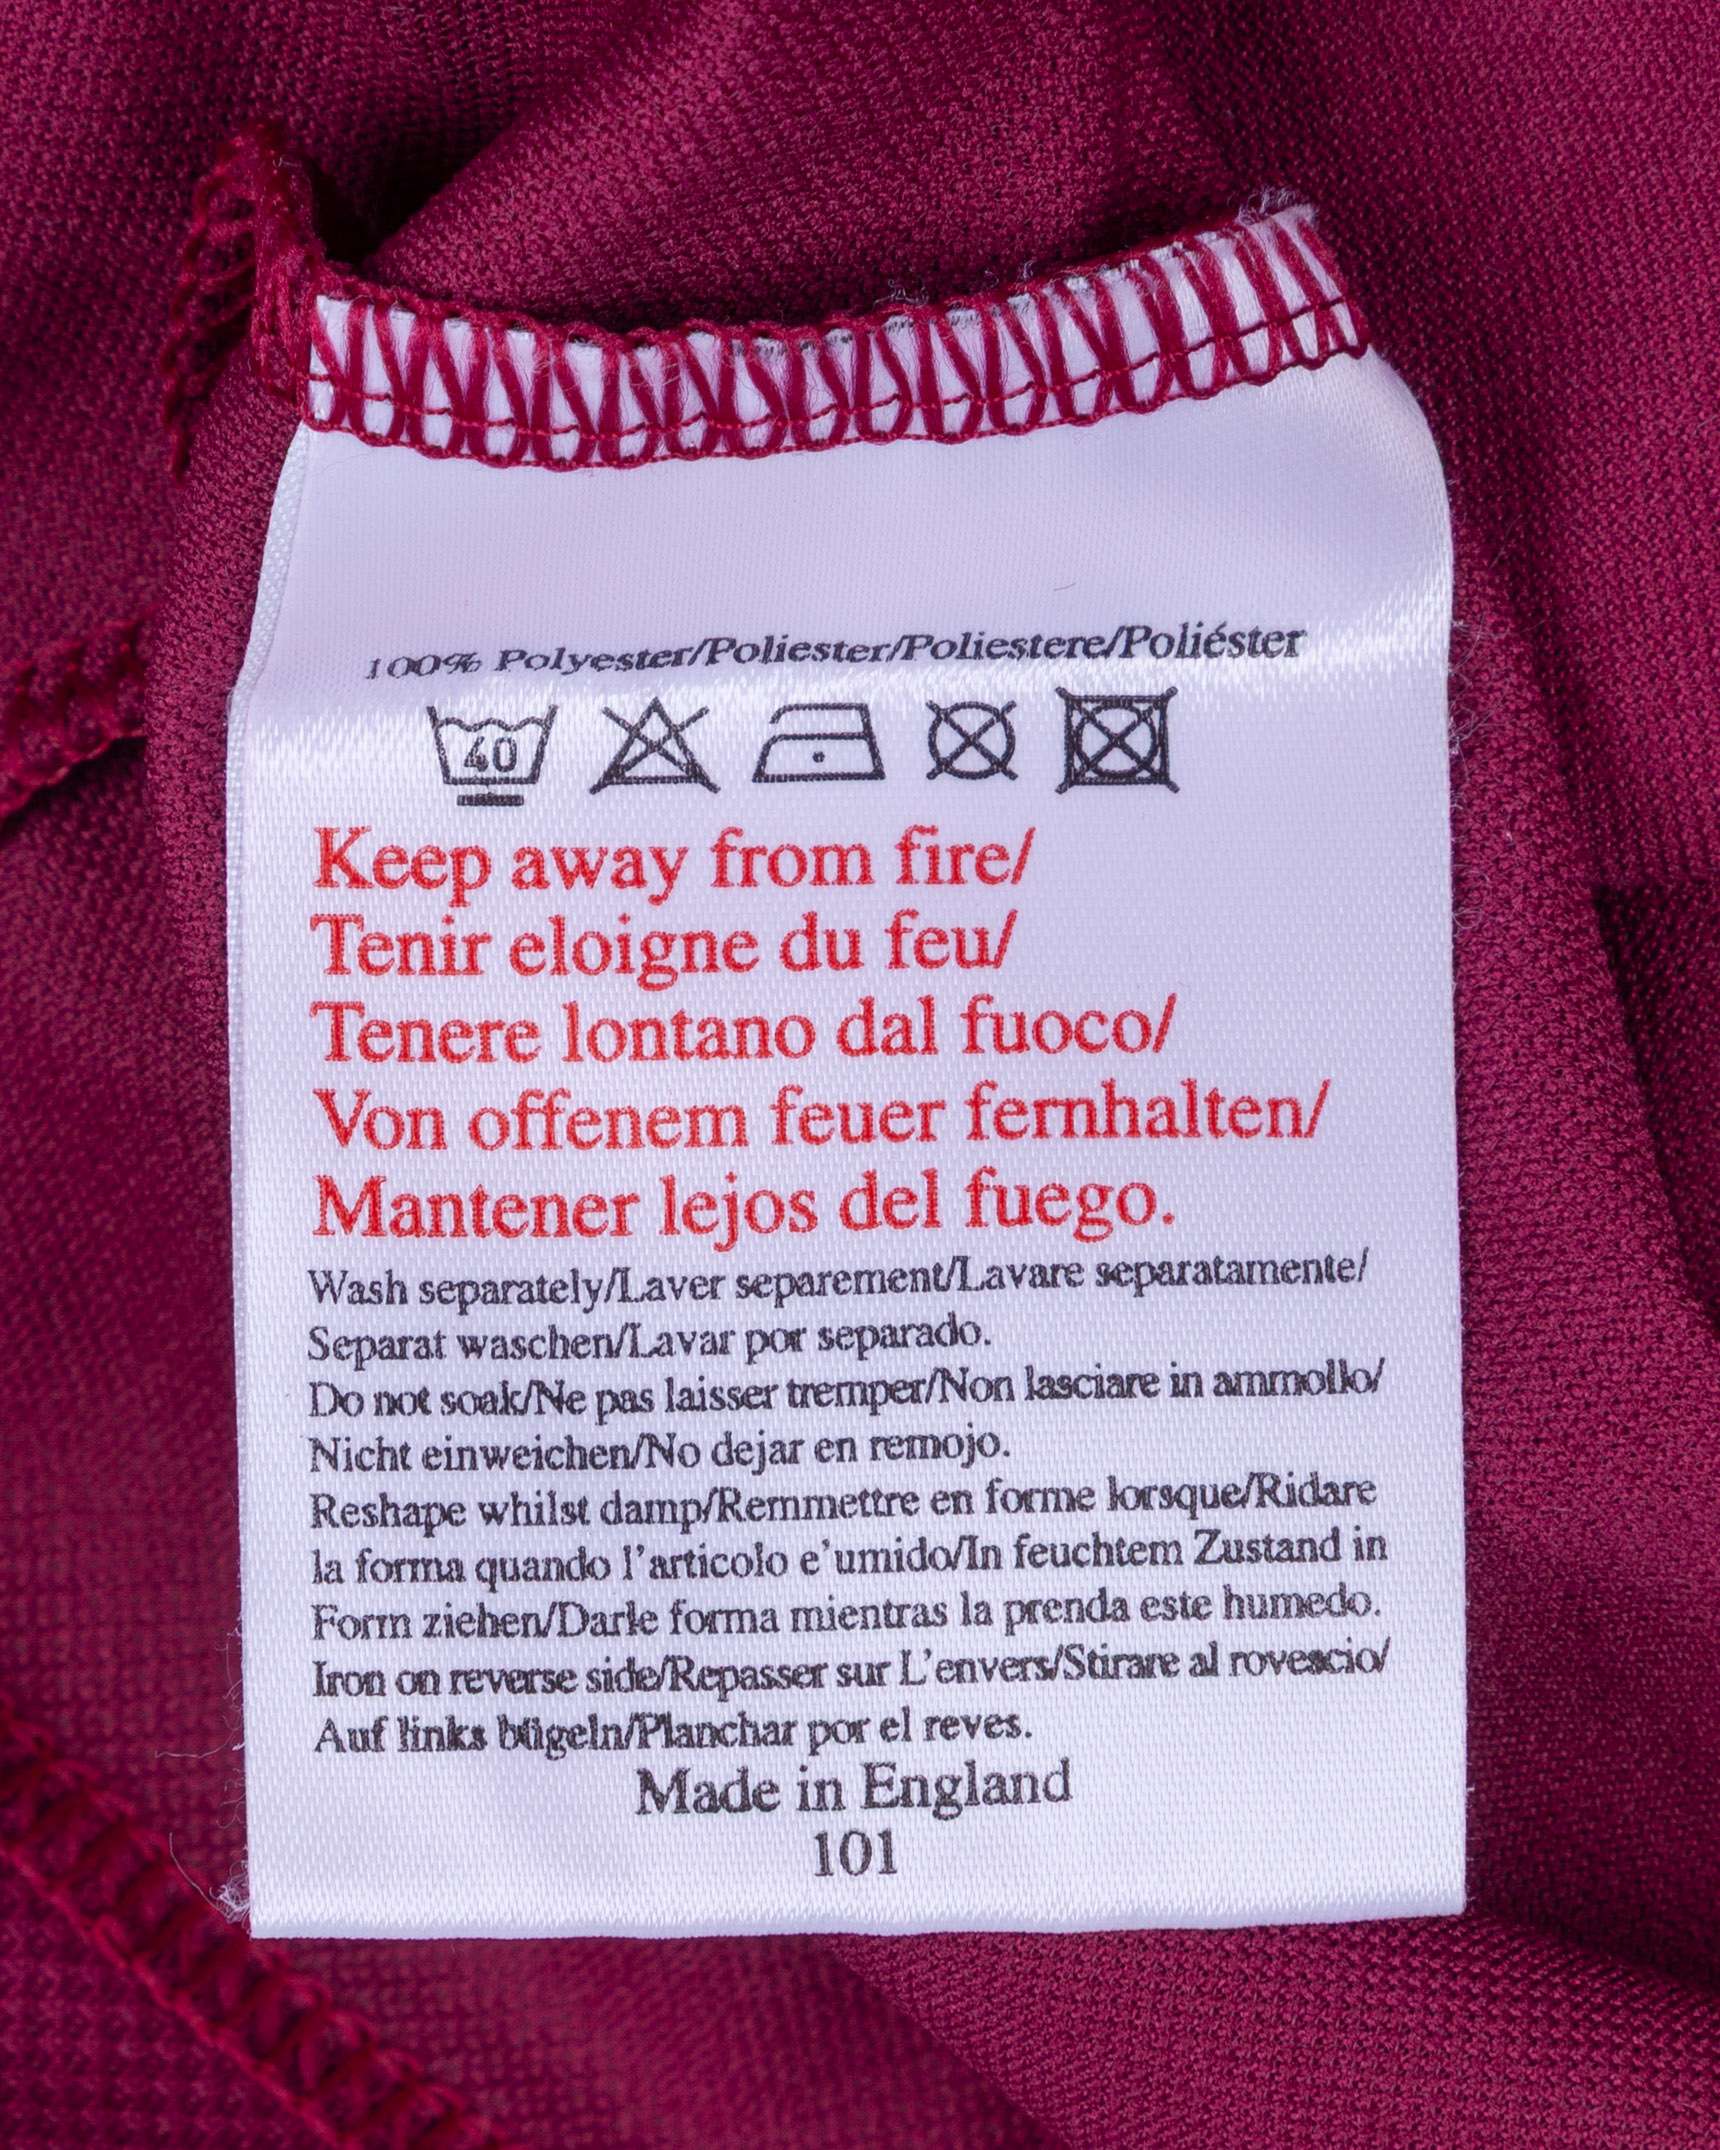 100% Polyester/Poliester/Poliestere/Poliéster
40
Keep away from fire/
Tenir eloigne du feu/
Tenere lontano dal fuoco/
Von offenem feuer fernhalten/
Mantener lejos del fuego.
Wash separately/Laver separement/Lavare separatamente/
Separat waschen/Lavar por separado.
Do not soak/Ne pas laisser tremper/Non lasciare in ammollo/
Nicht einweichen/No dejar en remojo.
Reshape whilst damp/Remmettre en forme lorsque/Ridare
la forma quando l'articolo e'umido/In feuchtem Zustand in
Form ziehen/Darle forma mientras la prenda este humedo.
Iron on reverse side/Repasser sur L'envers/Stirare al rovescio/
Auf links bügeln/Planchar por el reves.
Made in England
101